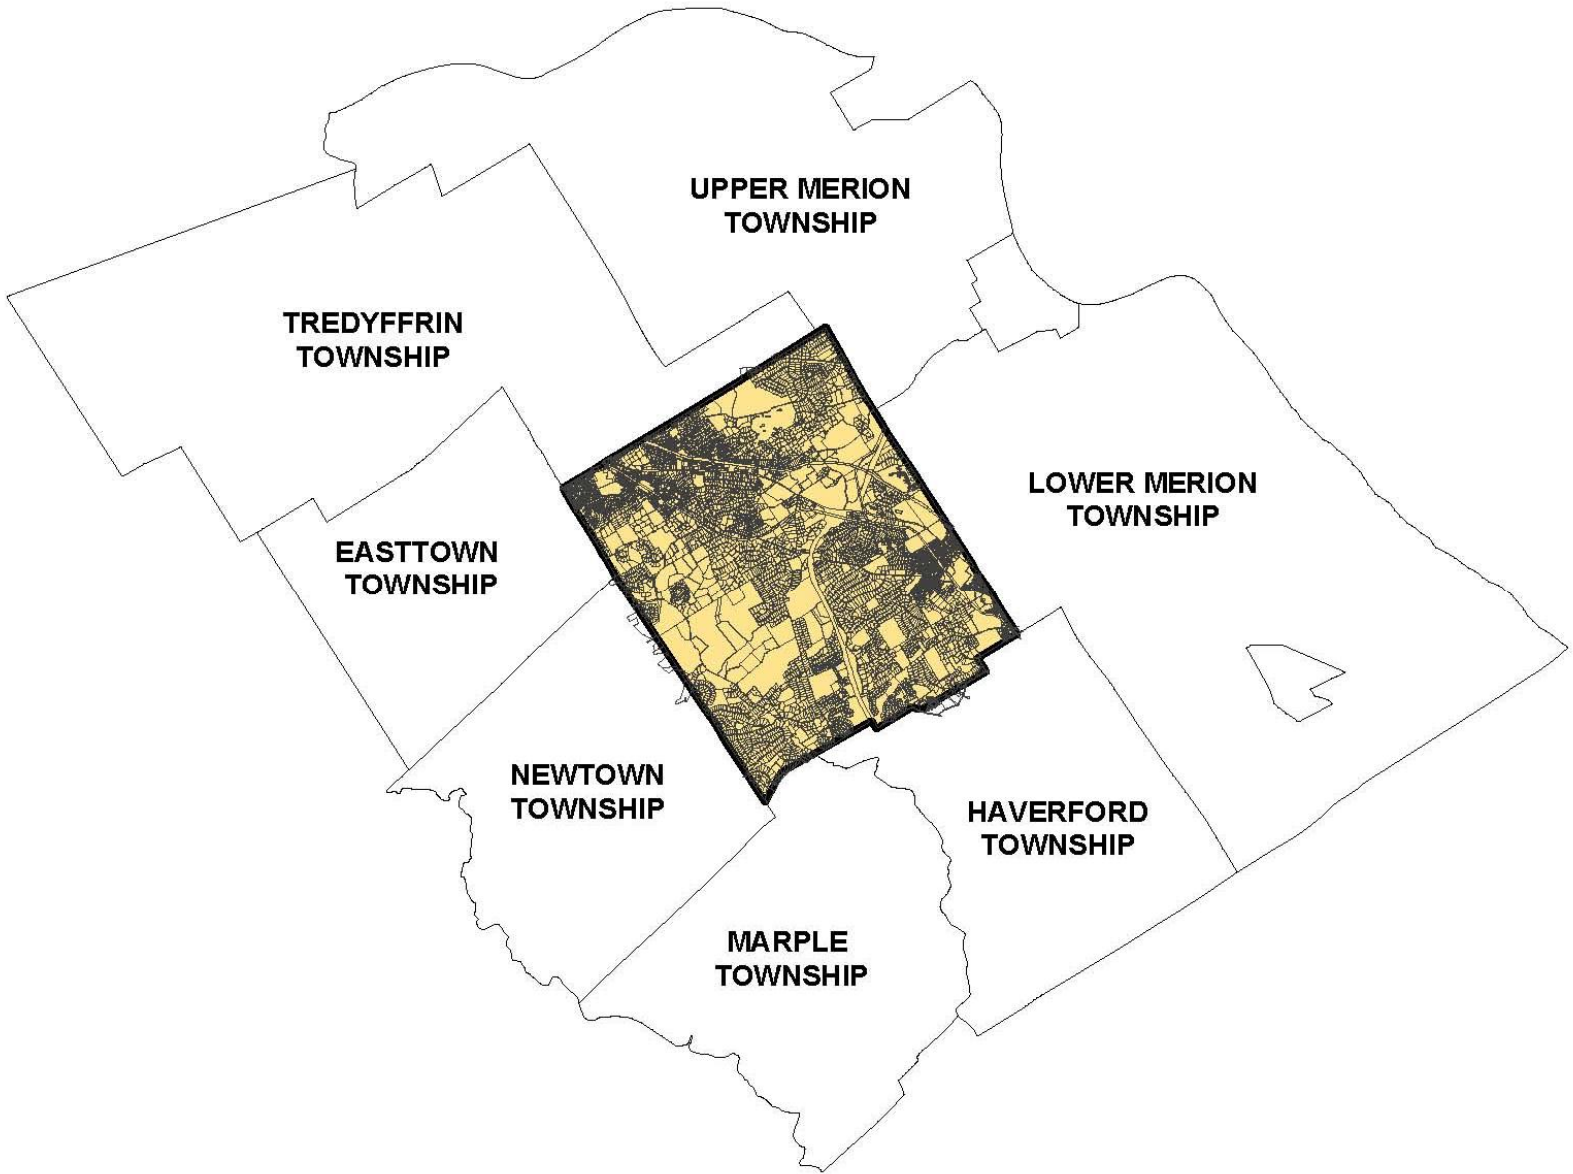 UPPER MERION
TOWNSHIP
TREDYFFRIN
TOWNSHIP
LOWER MERION
TOWNSHIP
EASTTOWN
TOWNSHIP
NEWTOWN
TOWNSHIP
HAVERFORD
TOWNSHIP
MARPLE
TOWNSHIP